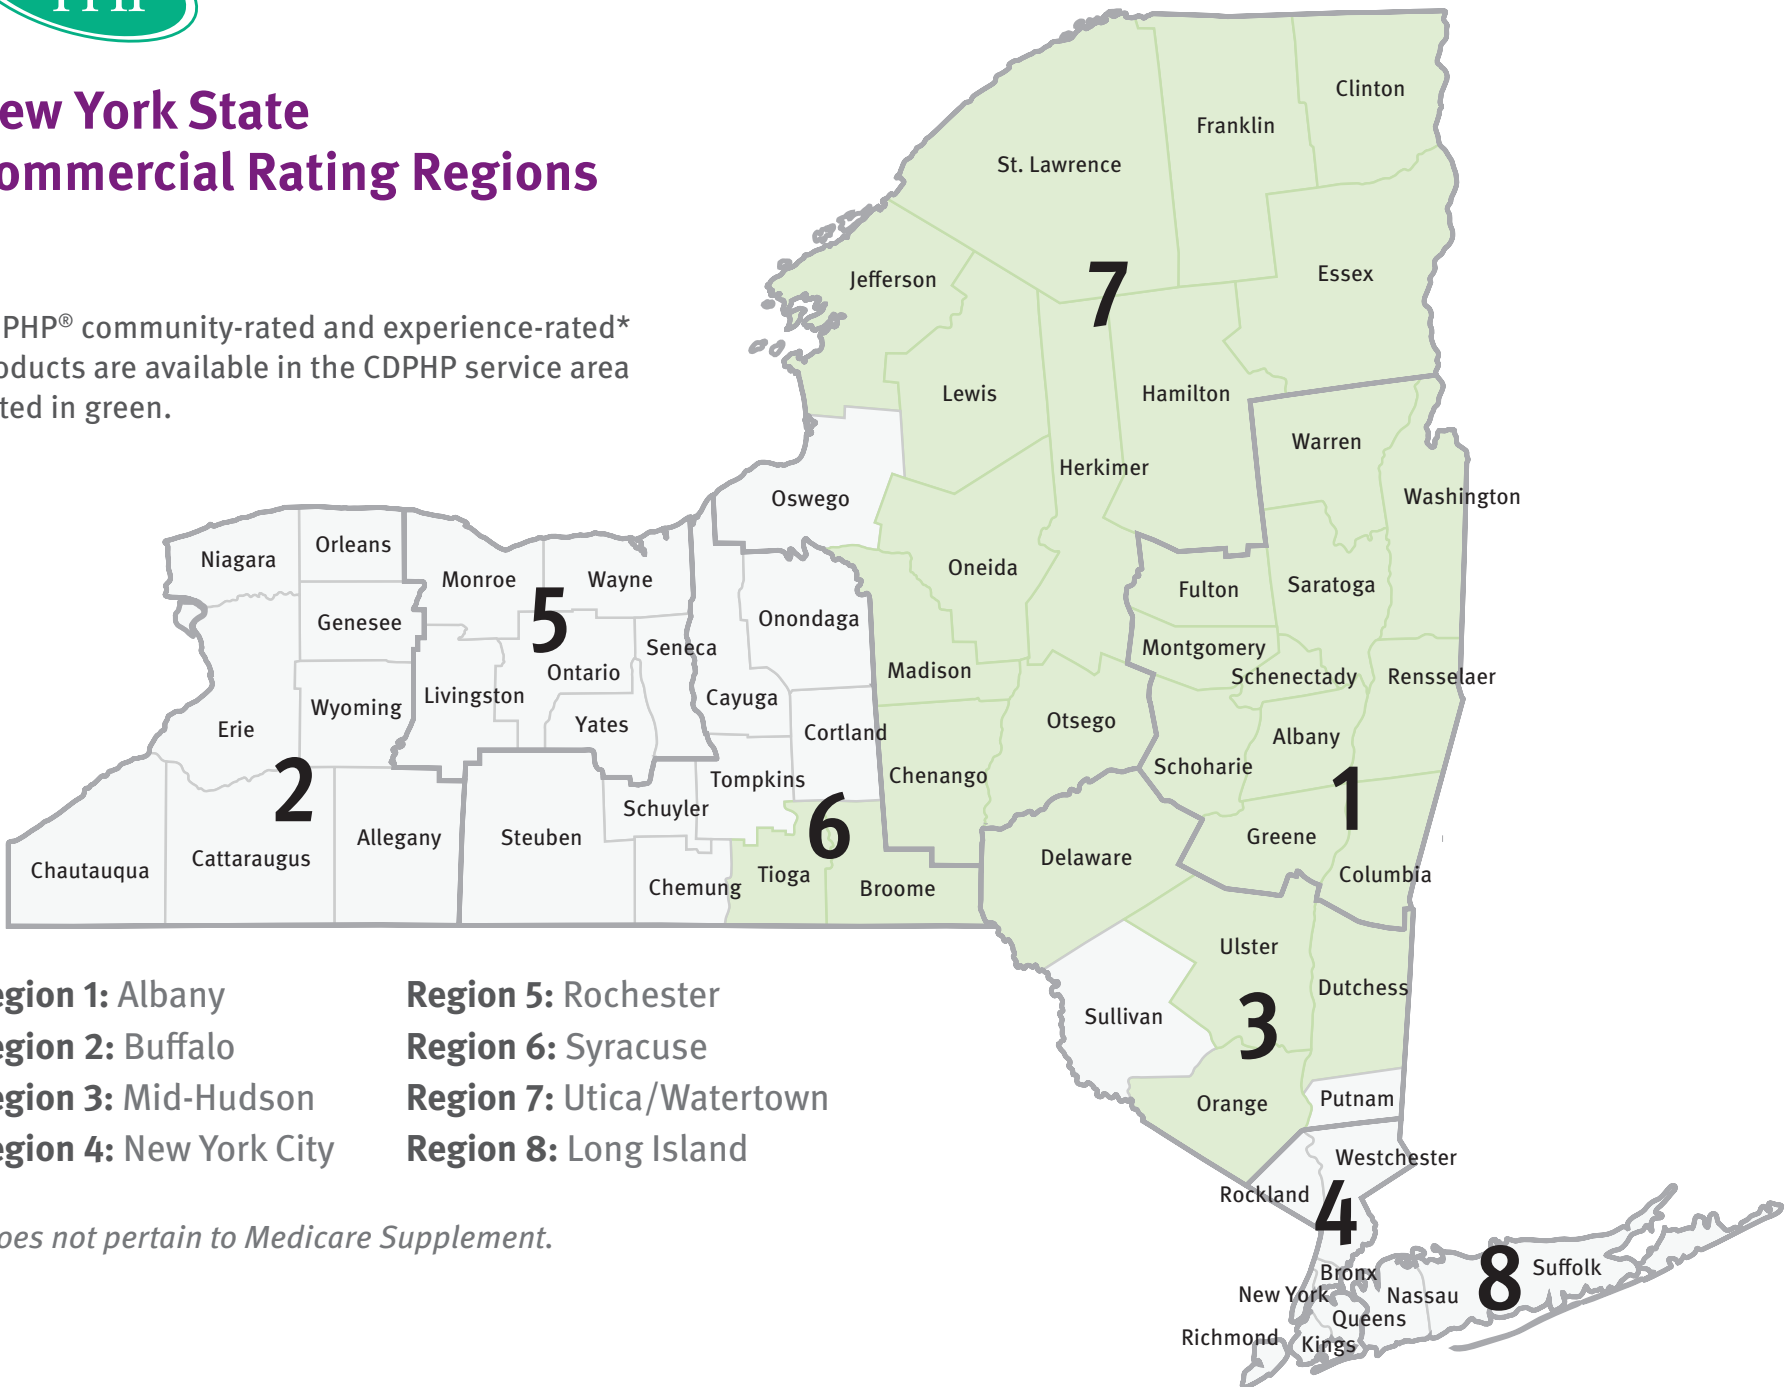 ew York State
ommercial Rating Regions
PHP® community-rated and experience-rated*
oducts are available in the CDPHP service area
ted in green.
Clinton
Franklin
St. Lawrence
Essex
Jefferson
7
Lewis
Hamilton
Warren
Herkimer
Washington
Oswego
Niagara
Orleans
Monroe
Wayne
Oneida
Fulton
Saratoga
Genesee
5
Onondaga
Seneca
Montgomery
Ontario
Madison
Schenectady
Rensselaer
Livingston
Cayuga
Wyoming
Yates
Otsego
Erie
Cortland
Albany
Schoharie
Chenango
Tompkins
2
Schuyler
6
1
Steuben
Allegany
Greene
Cattaraugus
Delaware
Chautauqua
Tioga
Columbia
Chemung
Broome
Ulster
Dutchess
Sullivan
3
Orange
Putnam
Westchester
Rockland
4
Bronx
Suffolk
8
New York
Nassau
Queens
Richmond
Kings
egion 1: Albany
egion 2: Buffalo
egion 3: Mid-Hudson
egion 4: New York City
Region 5: Rochester
Region 6: Syracuse
Region 7: Utica/Watertown
Region 8: Long Island
oes not pertain to Medicare Supplement.